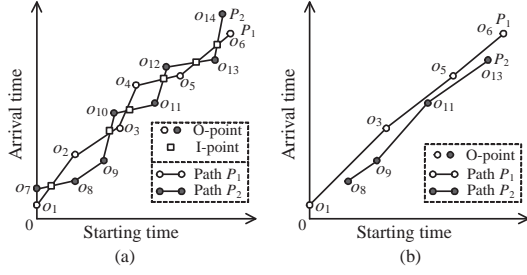 Arrival time
o14 P2
P1
o6
o12
o13
o4
o5
o10
o11
o3
o2
o9
o7
o8
o1
0
O-point
I-point
Path P1
Path P2
Starting time
(a)
Arrival time
P1
o6
o5
P2
o13
o3
o11
o9
o8
o1
0
O-point
Path P1
Path P2
Starting time
(b)